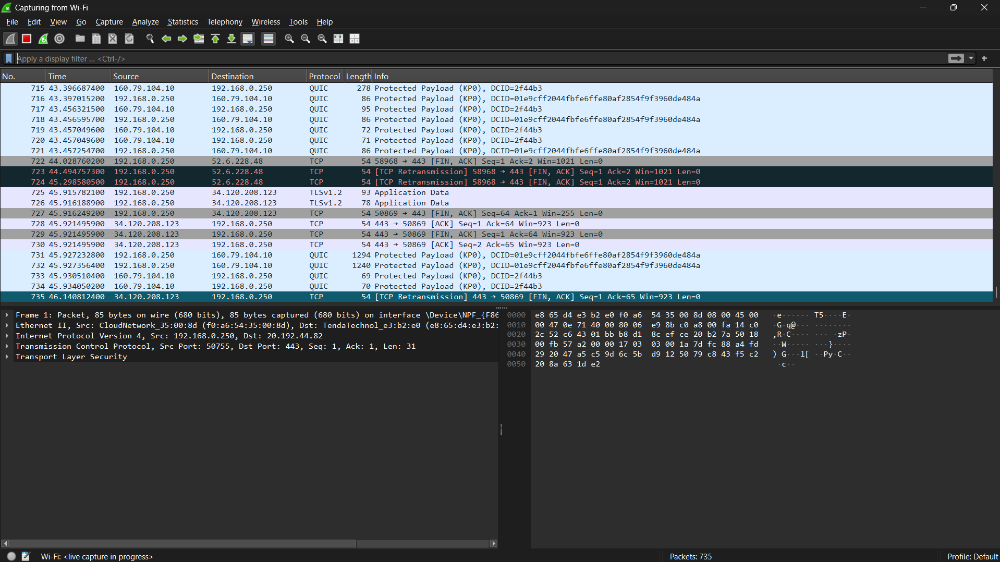 Capturing from Wi-Fi
File Edit View Go Capture Analyze Statistics Telephony Wireless Tools Help
Apply a display filter ... <Ctrl-/>
No. Time Source Destination Protocol Length Info
715 43.396687400 160.79.104.10 192.168.0.250 QUIC 278 Protected Payload (KP0), DCID=2f44b3
716 43.397015200 192.168.0.250 160.79.104.10 QUIC 86 Protected Payload (KP0), DCID=01e9cff2044fbfe6ffe80af2854f9f3960de484a
717 43.456321500 160.79.104.10 192.168.0.250 QUIC 95 Protected Payload (KP0), DCID=2f44b3
718 43.456595700 192.168.0.250 160.79.104.10 QUIC 86 Protected Payload (KP0), DCID=01e9cff2044fbfe6ffe80af2854f9f3960de484a
719 43.457049600 160.79.104.10 192.168.0.250 QUIC 72 Protected Payload (KP0), DCID=2f44b3
720 43.457049600 160.79.104.10 192.168.0.250 QUIC 71 Protected Payload (KP0), DCID=2f44b3
721 43.457254700 192.168.0.250 160.79.104.10 QUIC 86 Protected Payload (KP0), DCID=01e9cff2044fbfe6ffe80af2854f9f3960de484a
722 44.028760200 192.168.0.250 52.6.228.48 TCP 54 58968 → 443 [FIN, ACK] Seq=1 Ack=2 Win=1021 Len=0
723 44.494757300 192.168.0.250 52.6.228.48 TCP 54 [TCP Retransmission] 58968 → 443 [FIN, ACK] Seq=1 Ack=2 Win=1021 Len=0
724 45.298580500 192.168.0.250 52.6.228.48 TCP 54 [TCP Retransmission] 58968 → 443 [FIN, ACK] Seq=1 Ack=2 Win=1021 Len=0
725 45.915782100 192.168.0.250 34.120.208.123 TLSv1.2 93 Application Data
726 45.916188900 192.168.0.250 34.120.208.123 TLSv1.2 78 Application Data
727 45.916249200 192.168.0.250 34.120.208.123 TCP 54 50869 → 443 [FIN, ACK] Seq=64 Ack=1 Win=255 Len=0
728 45.921495900 34.120.208.123 192.168.0.250 TCP 54 443 → 50869 [ACK] Seq=1 Ack=64 Win=923 Len=0
729 45.921495900 34.120.208.123 192.168.0.250 TCP 54 443 → 50869 [FIN, ACK] Seq=1 Ack=64 Win=923 Len=0
730 45.921495900 34.120.208.123 192.168.0.250 TCP 54 443 → 50869 [ACK] Seq=2 Ack=65 Win=923 Len=0
731 45.927232800 192.168.0.250 160.79.104.10 QUIC 1294 Protected Payload (KP0), DCID=01e9cff2044fbfe6ffe80af2854f9f3960de484a
732 45.927356400 192.168.0.250 160.79.104.10 QUIC 1240 Protected Payload (KP0), DCID=01e9cff2044fbfe6ffe80af2854f9f3960de484a
733 45.930510400 160.79.104.10 192.168.0.250 QUIC 69 Protected Payload (KP0), DCID=2f44b3
734 45.934050200 160.79.104.10 192.168.0.250 QUIC 70 Protected Payload (KP0), DCID=2f44b3
735 46.140812400 34.120.208.123 192.168.0.250 TCP 54 [TCP Retransmission] 443 → 50869 [FIN, ACK] Seq=1 Ack=65 Win=923 Len=0
Frame 1: Packet, 85 bytes on wire (680 bits), 85 bytes captured (680 bits) on interface \Device\NPF_{F86
Ethernet II, Src: CloudNetwork_35:00:8d (f0:a6:54:35:00:8d), Dst: TendaTechnol_e3:b2:e0 (e8:65:d4:e3:b2:
Internet Protocol Version 4, Src: 192.168.0.250, Dst: 20.192.44.82
Transmission Control Protocol, Src Port: 50755, Dst Port: 443, Seq: 1, Ack: 1, Len: 31
Transport Layer Security
0000 e8 65 d4 e3 b2 e0 f0 a6 54 35 00 8d 08 00 45 00 ·e······ T5····E·
0010 00 47 0e 71 40 00 80 06 e9 8b c0 a8 00 fa 14 c0 ·G·q@··· ········
0020 2c 52 c6 43 01 bb b8 d1 8c ef ce 20 b2 7a 50 18 ,R·C···· ··· ·zP·
0030 00 fb 57 a2 00 00 17 03 03 00 1a 7d fc 88 a4 fd ··W····· ···}····
0040 29 20 47 a5 c5 9d 6c 5b d9 12 50 79 c8 43 f5 c2 ) G···l[ ··Py·C··
0050 20 8a 63 1d e2 ·c··
Wi-Fi: <live capture in progress>
Packets: 735
Profile: Default